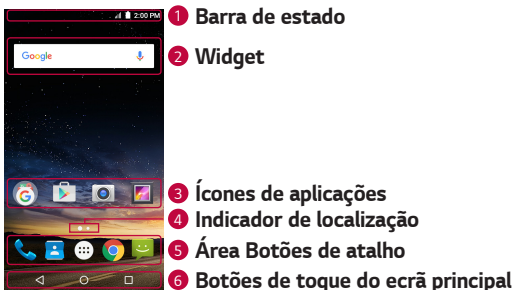 2:00 PM
1 Barra de estado
Google
2 Widget
3 Ícones de aplicações
4 Indicador de localização
5 Área Botões de atalho
6 Botões de toque do ecrã principal